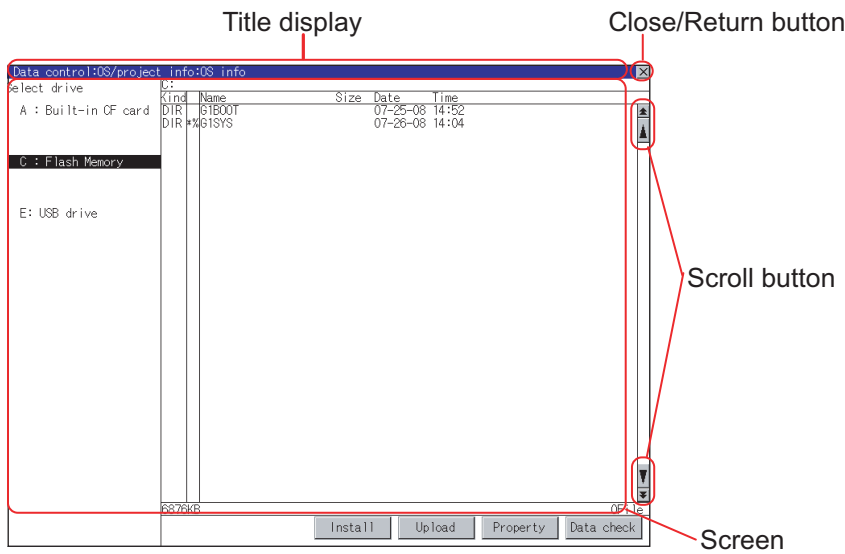 Title display
Close/Return button
Data control:OS/project info:OS info
Select drive
A : Built-in CF card
C : Flash Memory
E: USB drive
C:
Kind Name Size Date Time
DIR G1BOOT 07-25-08 14:52
DIR *%G1SYS 07-26-08 14:04
Scroll button
6876KB 0File
Install Upload Property Data check
Screen